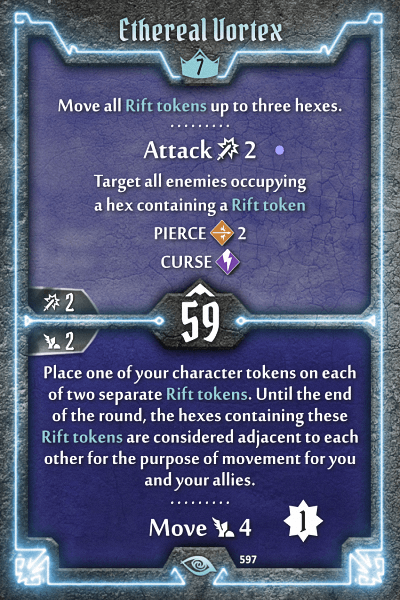 Ethereal Vortex
7
Move all Rift tokens up to three hexes.
Attack 2
Target all enemies occupying
a hex containing a Rift token
PIERCE 2
CURSE
2
59
2
Place one of your character tokens on each
of two separate Rift tokens. Until the end
of the round, the hexes containing these
Rift tokens are considered adjacent to each
other for the purpose of movement for you
and your allies.
Move 4
1
597